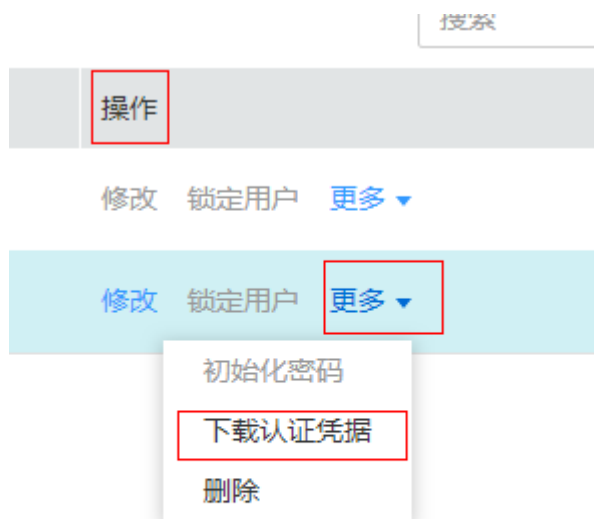 搜索
操作
修改 锁定用户 更多
修改 锁定用户 更多
初始化密码
下载认证凭据
删除